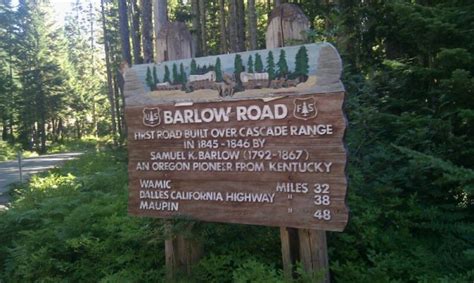 BARLOW ROAD
FIRST ROAD BUILT OVER CASCADE RANGE
IN 1845-1846 BY
SAMUEL K. BARLOW (1792-1867)
AN OREGON PIONEER FROM KENTUCKY
WAMIC MILES 32
DALLES CALIFORNIA HIGHWAY " 38
MAUPIN " 48
F S